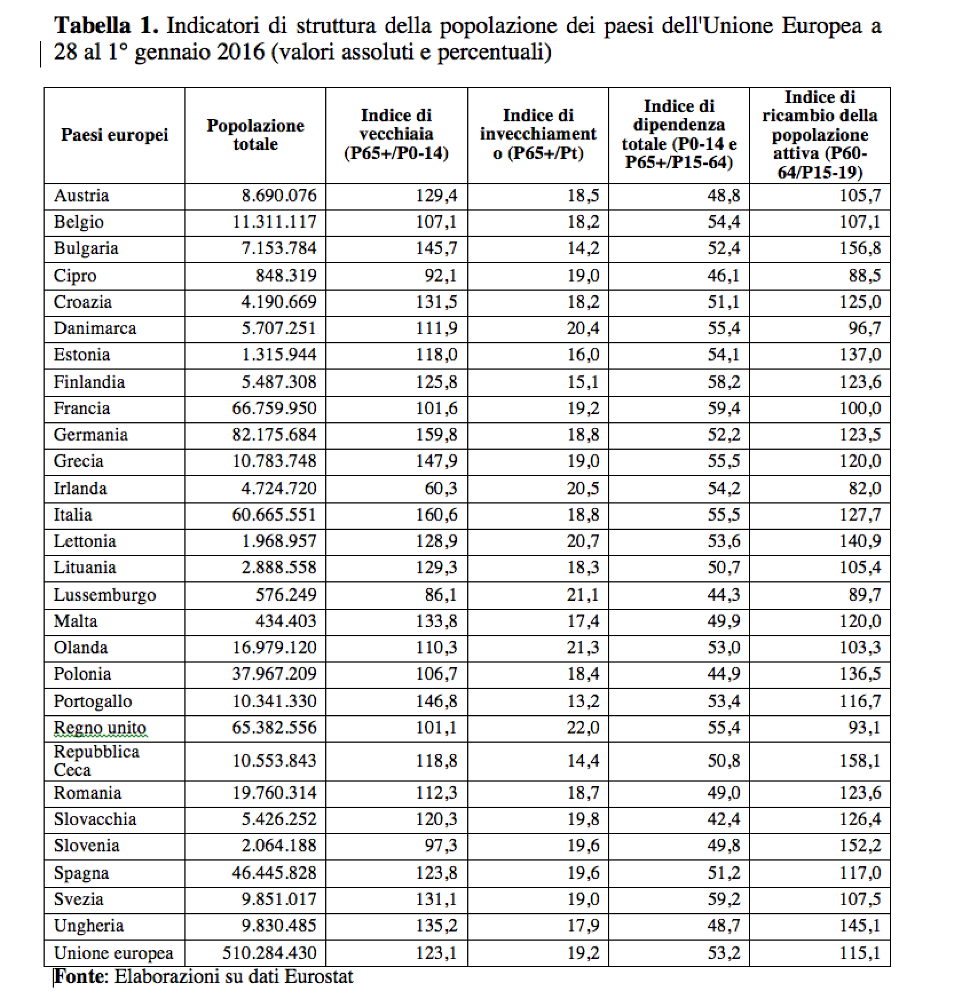 Tabella 1. Indicatori di struttura della popolazione dei paesi dell'Unione Europea a
28 al 1° gennaio 2016 (valori assoluti e percentuali)
Paesi europei
Popolazione
totale
Indice di
vecchiaia
(P65+/P0-14)
Indice di
invecchiament
o (P65+/Pt)
Indice di
dipendenza
totale (P0-14 e
P65+/P15-64)
Indice di
ricambio della
popolazione
attiva (P60-
64/P15-19)
Austria 8.690.076 129,4 18,5 48,8 105,7
Belgio 11.311.117 107,1 18,2 54,4 107,1
Bulgaria 7.153.784 145,7 14,2 52,4 156,8
Cipro 848.319 92,1 19,0 46,1 88,5
Croazia 4.190.669 131,5 18,2 51,1 125,0
Danimarca 5.707.251 111,9 20,4 55,4 96,7
Estonia 1.315.944 118,0 16,0 54,1 137,0
Finlandia 5.487.308 125,8 15,1 58,2 123,6
Francia 66.759.950 101,6 19,2 59,4 100,0
Germania 82.175.684 159,8 18,8 52,2 123,5
Grecia 10.783.748 147,9 19,0 55,5 120,0
Irlanda 4.724.720 60,3 20,5 54,2 82,0
Italia 60.665.551 160,6 18,8 55,5 127,7
Lettonia 1.968.957 128,9 20,7 53,6 140,9
Lituania 2.888.558 129,3 18,3 50,7 105,4
Lussemburgo 576.249 86,1 21,1 44,3 89,7
Malta 434.403 133,8 17,4 49,9 120,0
Olanda 16.979.120 110,3 21,3 53,0 103,3
Polonia 37.967.209 106,7 18,4 44,9 136,5
Portogallo 10.341.330 146,8 13,2 53,4 116,7
Regno unito 65.382.556 101,1 22,0 55,4 93,1
Repubblica
Ceca 10.553.843 118,8 14,4 50,8 158,1
Romania 19.760.314 112,3 18,7 49,0 123,6
Slovacchia 5.426.252 120,3 19,8 42,4 126,4
Slovenia 2.064.188 97,3 19,6 49,8 152,2
Spagna 46.445.828 123,8 19,6 51,2 117,0
Svezia 9.851.017 131,1 19,0 59,2 107,5
Ungheria 9.830.485 135,2 17,9 48,7 145,1
Unione europea 510.284.430 123,1 19,2 53,2 115,1
Fonte: Elaborazioni su dati Eurostat